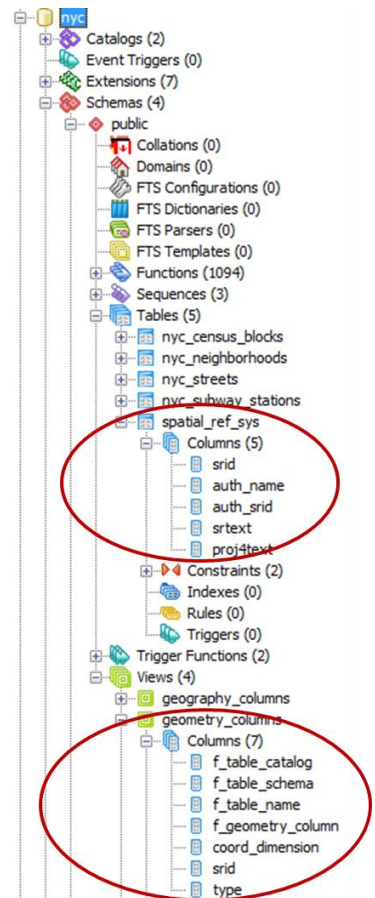 nyc
Catalogs (2)
Event Triggers (0)
Extensions (7)
Schemas (4)
public
Collations (0)
Domains (0)
FTS Configurations (0)
FTS Dictionaries (0)
FTS Parsers (0)
FTS Templates (0)
Functions (1094)
Sequences (3)
Tables (5)
nyc_census_blocks
nyc_neighborhoods
nyc_streets
nyc_subway_stations
spatial_ref_sys
Columns (5)
srid
auth_name
auth_srid
srtext
proj4text
Constraints (2)
Indexes (0)
Rules (0)
Triggers (0)
Trigger Functions (2)
Views (4)
geography_columns
geometry_columns
Columns (7)
f_table_catalog
f_table_schema
f_table_name
f_geometry_column
coord_dimension
srid
type